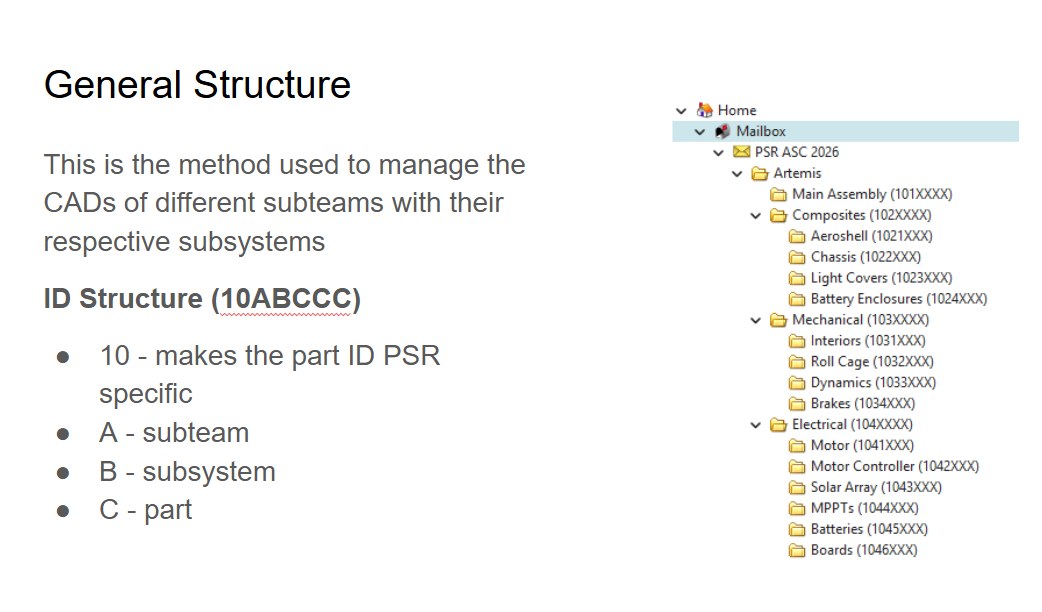 General Structure
This is the method used to manage the
CADs of different subteams with their
respective subsystems
ID Structure (10ABCCC)
● 10 - makes the part ID PSR
specific
● A - subteam
● B - subsystem
● C - part
Home
Mailbox
PSR ASC 2026
Artemis
Main Assembly (101XXXX)
Composites (102XXXX)
Aeroshell (1021XXX)
Chassis (1022XXX)
Light Covers (1023XXX)
Battery Enclosures (1024XXX)
Mechanical (103XXXX)
Interiors (1031XXX)
Roll Cage (1032XXX)
Dynamics (1033XXX)
Brakes (1034XXX)
Electrical (104XXXX)
Motor (1041XXX)
Motor Controller (1042XXX)
Solar Array (1043XXX)
MPPTs (1044XXX)
Batteries (1045XXX)
Boards (1046XXX)